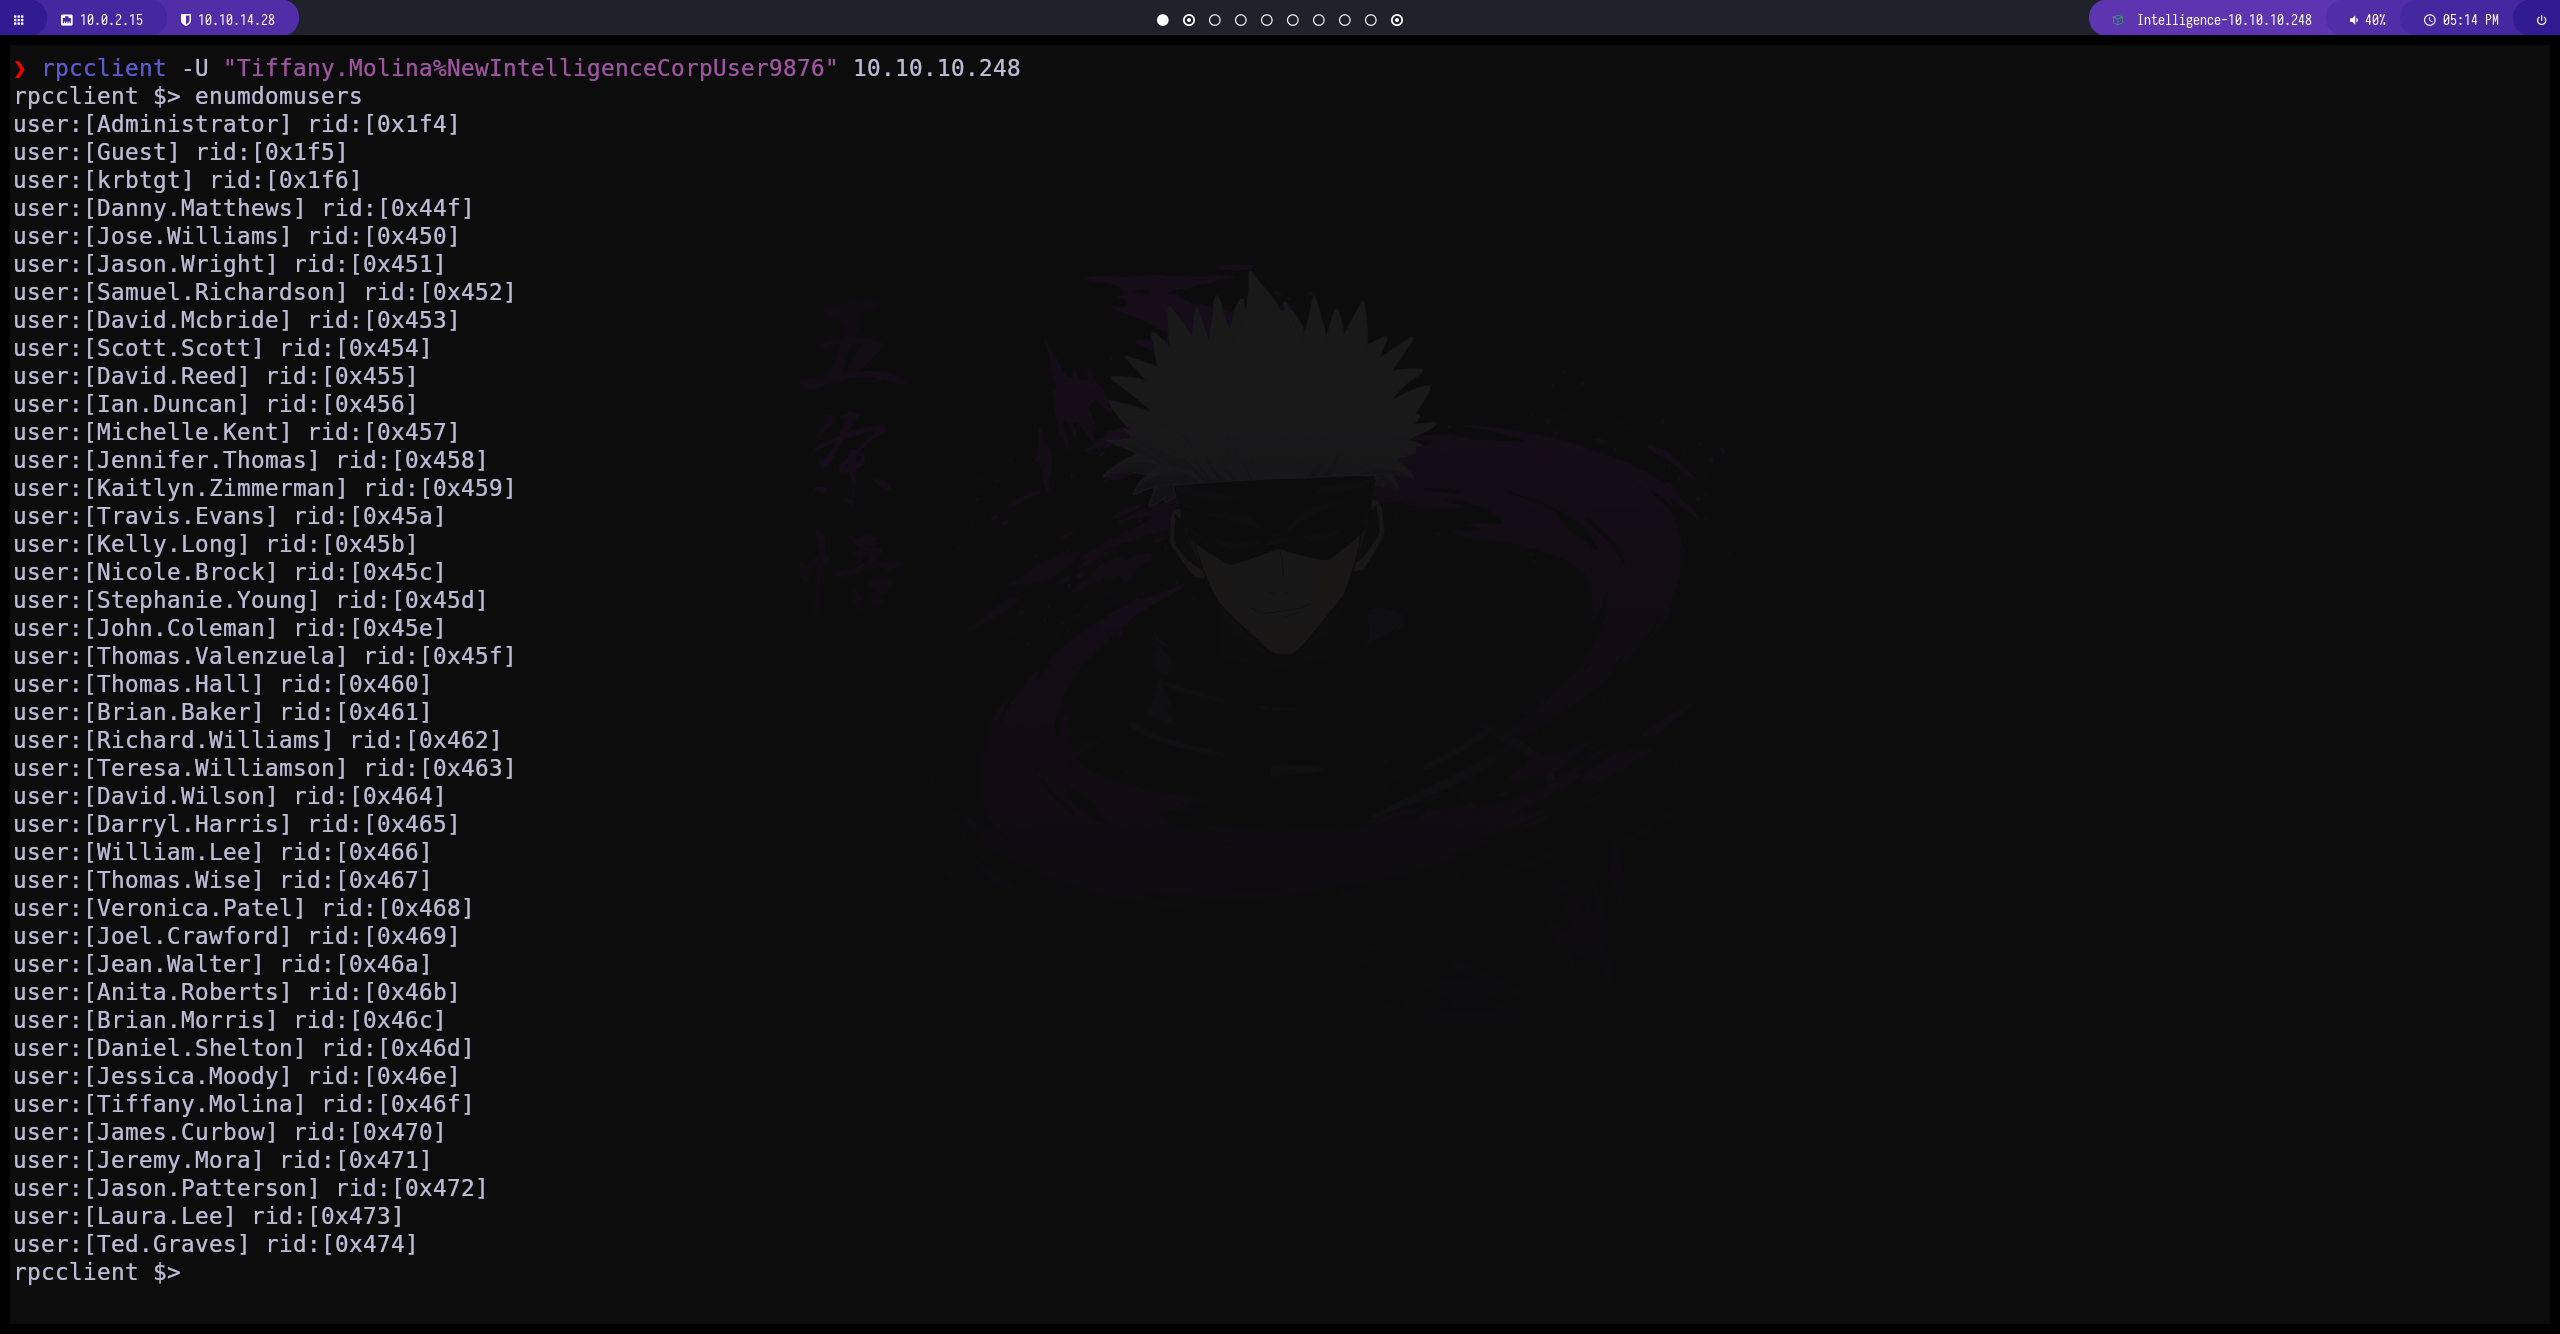 10.0.2.15 10.10.14.28 Intelligence-10.10.10.248 40% 05:14 PM
❯ rpcclient -U "Tiffany.Molina%NewIntelligenceCorpUser9876" 10.10.10.248
rpcclient $> enumdomusers
user:[Administrator] rid:[0x1f4]
user:[Guest] rid:[0x1f5]
user:[krbtgt] rid:[0x1f6]
user:[Danny.Matthews] rid:[0x44f]
user:[Jose.Williams] rid:[0x450]
user:[Jason.Wright] rid:[0x451]
user:[Samuel.Richardson] rid:[0x452]
user:[David.Mcbride] rid:[0x453]
user:[Scott.Scott] rid:[0x454]
user:[David.Reed] rid:[0x455]
user:[Ian.Duncan] rid:[0x456]
user:[Michelle.Kent] rid:[0x457]
user:[Jennifer.Thomas] rid:[0x458]
user:[Kaitlyn.Zimmerman] rid:[0x459]
user:[Travis.Evans] rid:[0x45a]
user:[Kelly.Long] rid:[0x45b]
user:[Nicole.Brock] rid:[0x45c]
user:[Stephanie.Young] rid:[0x45d]
user:[John.Coleman] rid:[0x45e]
user:[Thomas.Valenzuela] rid:[0x45f]
user:[Thomas.Hall] rid:[0x460]
user:[Brian.Baker] rid:[0x461]
user:[Richard.Williams] rid:[0x462]
user:[Teresa.Williamson] rid:[0x463]
user:[David.Wilson] rid:[0x464]
user:[Darryl.Harris] rid:[0x465]
user:[William.Lee] rid:[0x466]
user:[Thomas.Wise] rid:[0x467]
user:[Veronica.Patel] rid:[0x468]
user:[Joel.Crawford] rid:[0x469]
user:[Jean.Walter] rid:[0x46a]
user:[Anita.Roberts] rid:[0x46b]
user:[Brian.Morris] rid:[0x46c]
user:[Daniel.Shelton] rid:[0x46d]
user:[Jessica.Moody] rid:[0x46e]
user:[Tiffany.Molina] rid:[0x46f]
user:[James.Curbow] rid:[0x470]
user:[Jeremy.Mora] rid:[0x471]
user:[Jason.Patterson] rid:[0x472]
user:[Laura.Lee] rid:[0x473]
user:[Ted.Graves] rid:[0x474]
rpcclient $>
五条悟